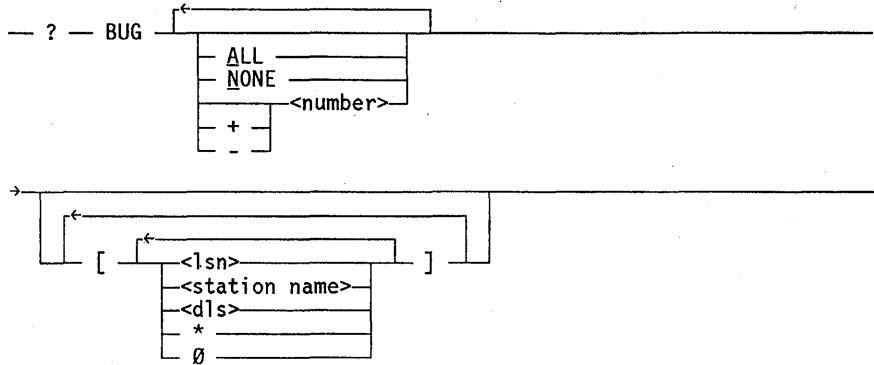 ? BUG
ALL
NONE
<number>
+
-
[ <lsn> ]
<station name>
<dls>
*
Ø